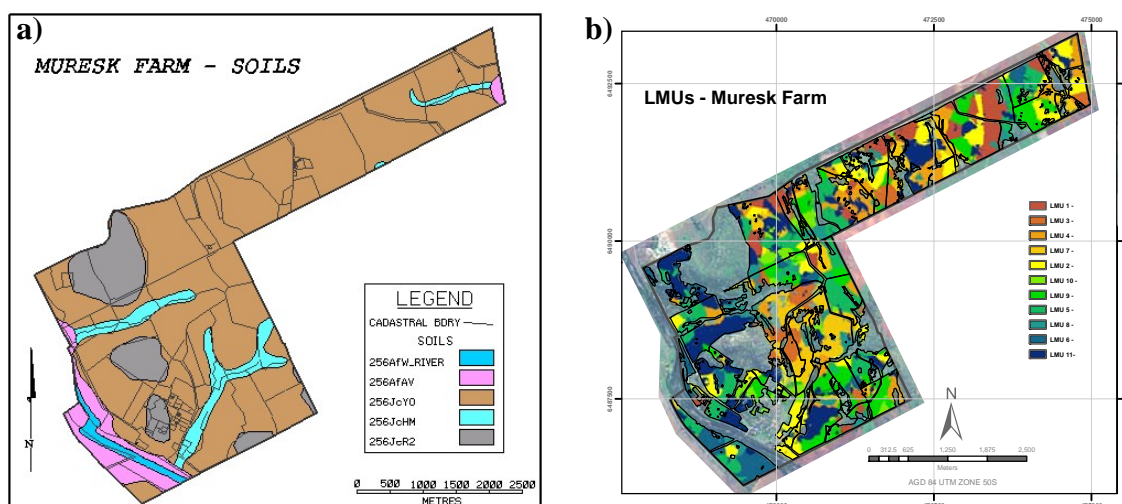 a)
MURESK FARM - SOILS
LEGEND
CADASTRAL BDRY
SOILS
256AfW_RIVER
256AfAV
256JcYO
256JcHM
256JcR2
N
0 500 1000 1500 2000 2500
METRES
b)
470000 472500 475000
6492500
6490000
6487500
LMUs - Muresk Farm
LMU 1 -
LMU 3 -
LMU 4 -
LMU 7 -
LMU 2 -
LMU 10 -
LMU 9 -
LMU 5 -
LMU 8 -
LMU 6 -
LMU 11-
N
0 312.5 625 1,250 1,875 2,500
Meters
AGD 84 UTM ZONE 50S